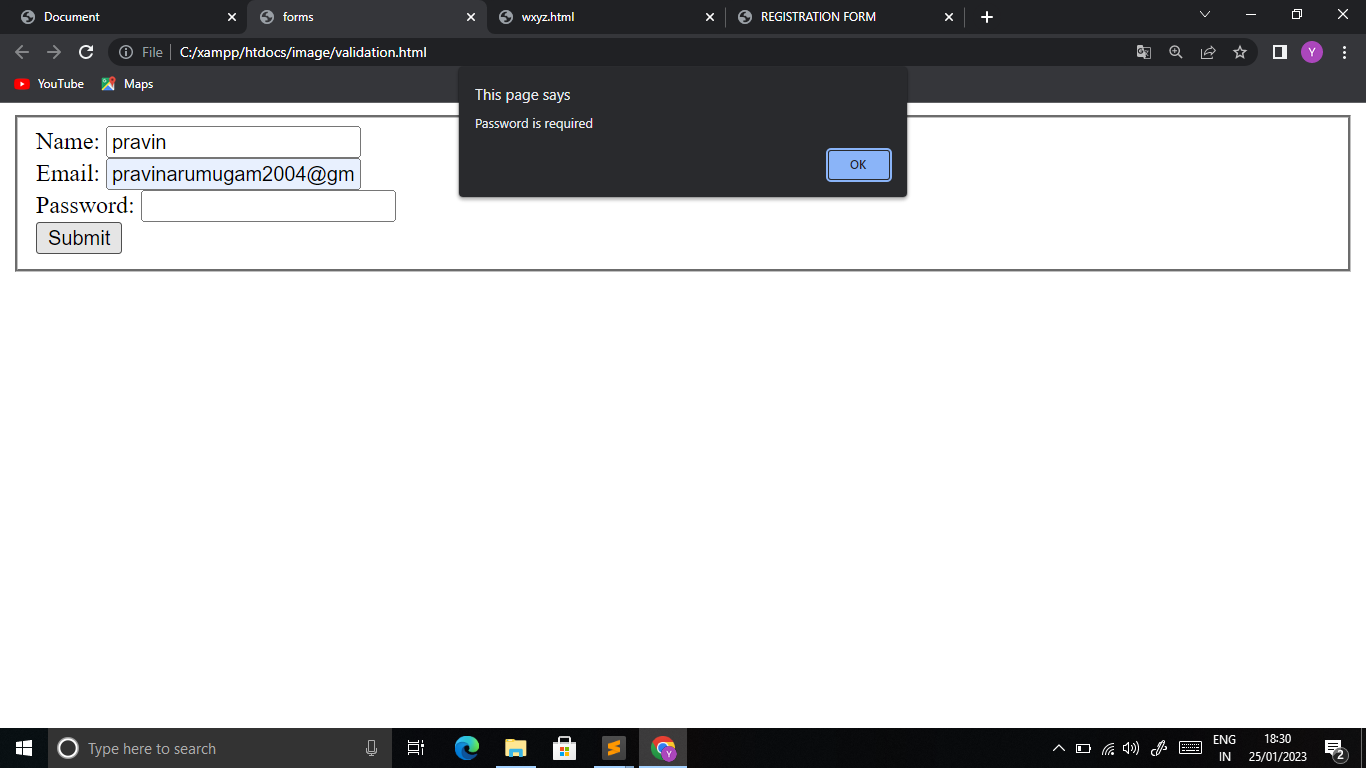 Document
forms
wxyz.html
REGISTRATION FORM
File
C:/xampp/htdocs/image/validation.html
Y
YouTube
Maps
This page says
Password is required
OK
Name: pravin
Email: pravinarumugam2004@gm
Password:
Submit
Type here to search
Y
ENG
IN
18:30
25/01/2023
2